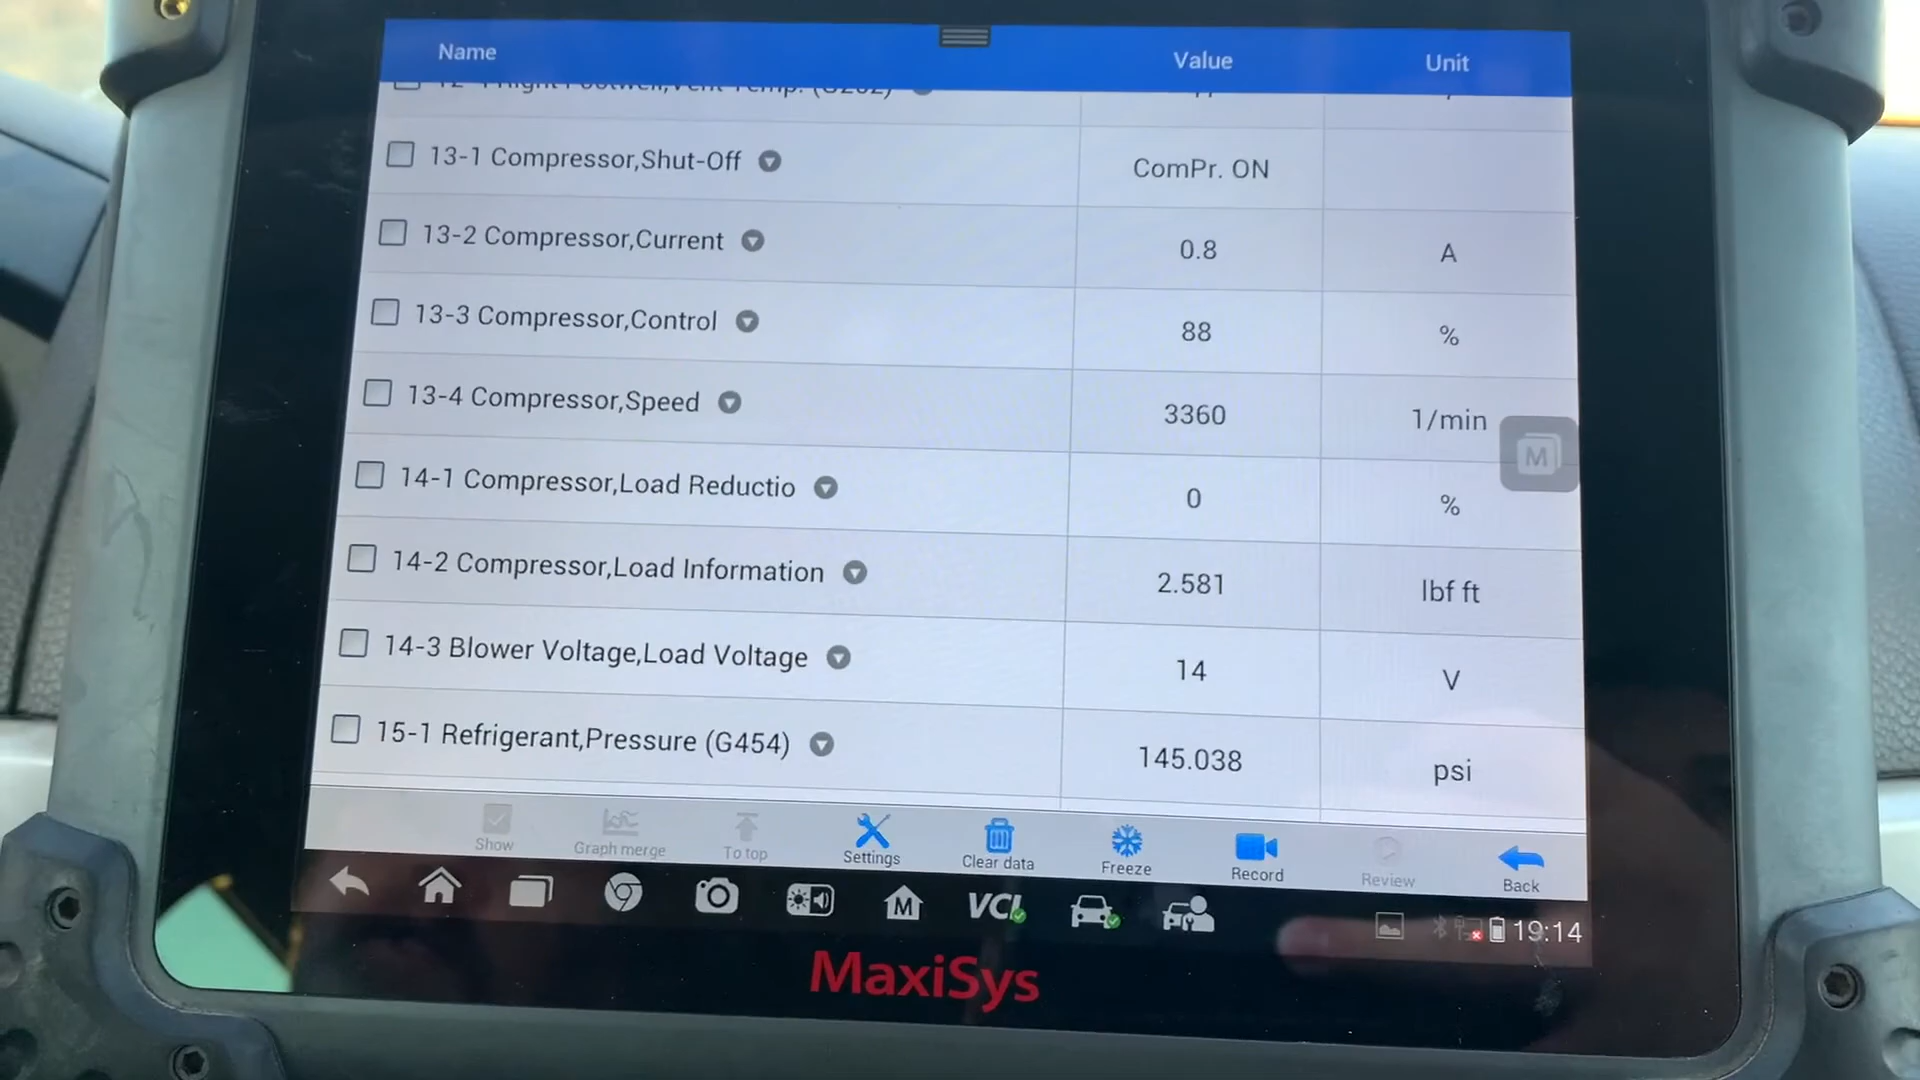 Name Value Unit
13-1 Compressor,Shut-Off ComPr. ON
13-2 Compressor,Current 0.8 A
13-3 Compressor,Control 88 %
13-4 Compressor,Speed 3360 1/min
14-1 Compressor,Load Reductio 0 %
14-2 Compressor,Load Information 2.581 lbf ft
14-3 Blower Voltage,Load Voltage 14 V
15-1 Refrigerant,Pressure (G454) 145.038 psi
M
Show Graph merge To top Settings Clear data Freeze Record Review Back
M VCI 19:14
MaxiSys